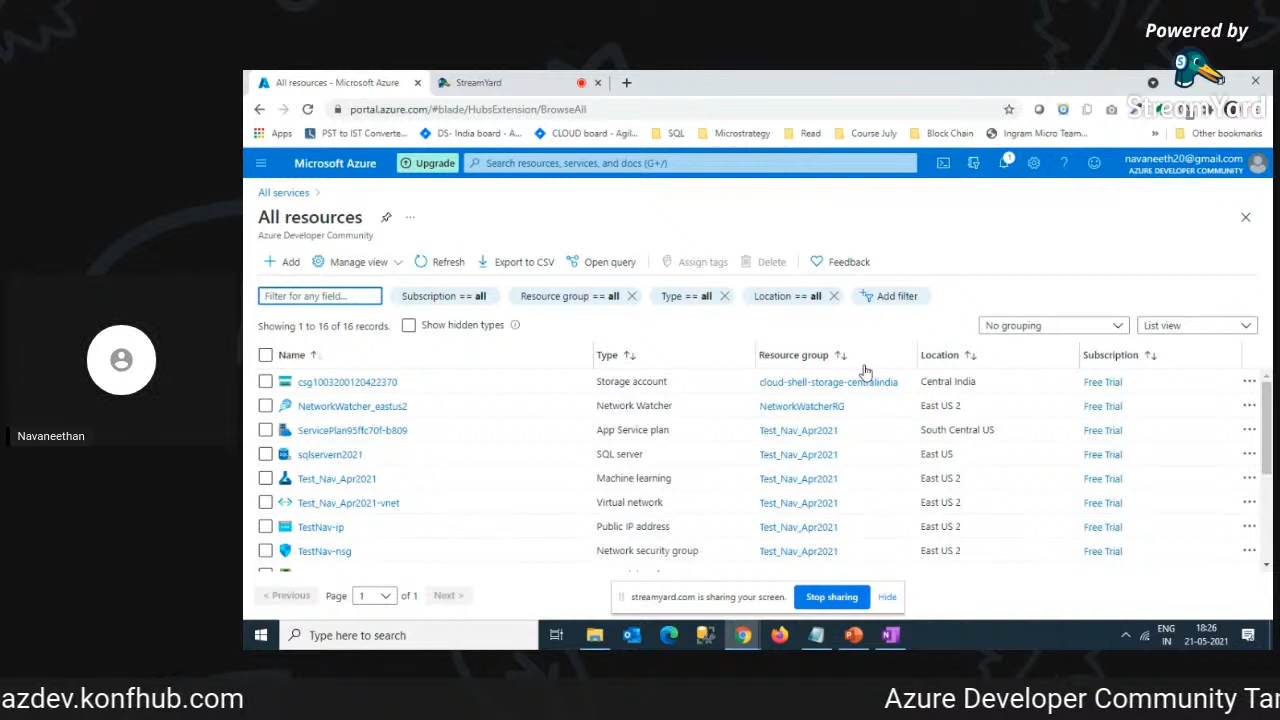 Powered by
StreamYard
All resources - Microsoft Azure
StreamYard
portal.azure.com/#blade/HubsExtension/BrowseAll
Apps
PST to IST Converte...
DS- India board - A...
CLOUD board - Agil...
SQL
Microstrategy
Read
Course July
Block Chain
Ingram Micro Team...
»
Other bookmarks
Microsoft Azure
Upgrade
Search resources, services, and docs (G+/)
1
navaneeth20@gmail.com
AZURE DEVELOPER COMMUNITY
All services >
All resources
Azure Developer Community
Add
Manage view
Refresh
Export to CSV
Open query
Assign tags
Delete
Feedback
Filter for any field...
Subscription == all
Resource group == all
Type == all
Location == all
Add filter
Showing 1 to 16 of 16 records.
Show hidden types
No grouping
List view
Name Type Resource group Location Subscription
csg1003200120422370 Storage account cloud-shell-storage-centralindia Central India Free Trial
NetworkWatcher_eastus2 Network Watcher NetworkWatcherRG East US 2 Free Trial
ServicePlan95ffc70f-b809 App Service plan Test_Nav_Apr2021 South Central US Free Trial
sqlservern2021 SQL server Test_Nav_Apr2021 East US Free Trial
Test_Nav_Apr2021 Machine learning Test_Nav_Apr2021 East US 2 Free Trial
Test_Nav_Apr2021-vnet Virtual network Test_Nav_Apr2021 East US 2 Free Trial
TestNav-ip Public IP address Test_Nav_Apr2021 East US 2 Free Trial
TestNav-nsg Network security group Test_Nav_Apr2021 East US 2 Free Trial
< Previous Page 1 of 1 Next >
streamyard.com is sharing your screen.
Stop sharing
Hide
Type here to search
ENG
IN
18:26
21-05-2021
Navaneethan
azdev.konfhub.com
Azure Developer Community Tar